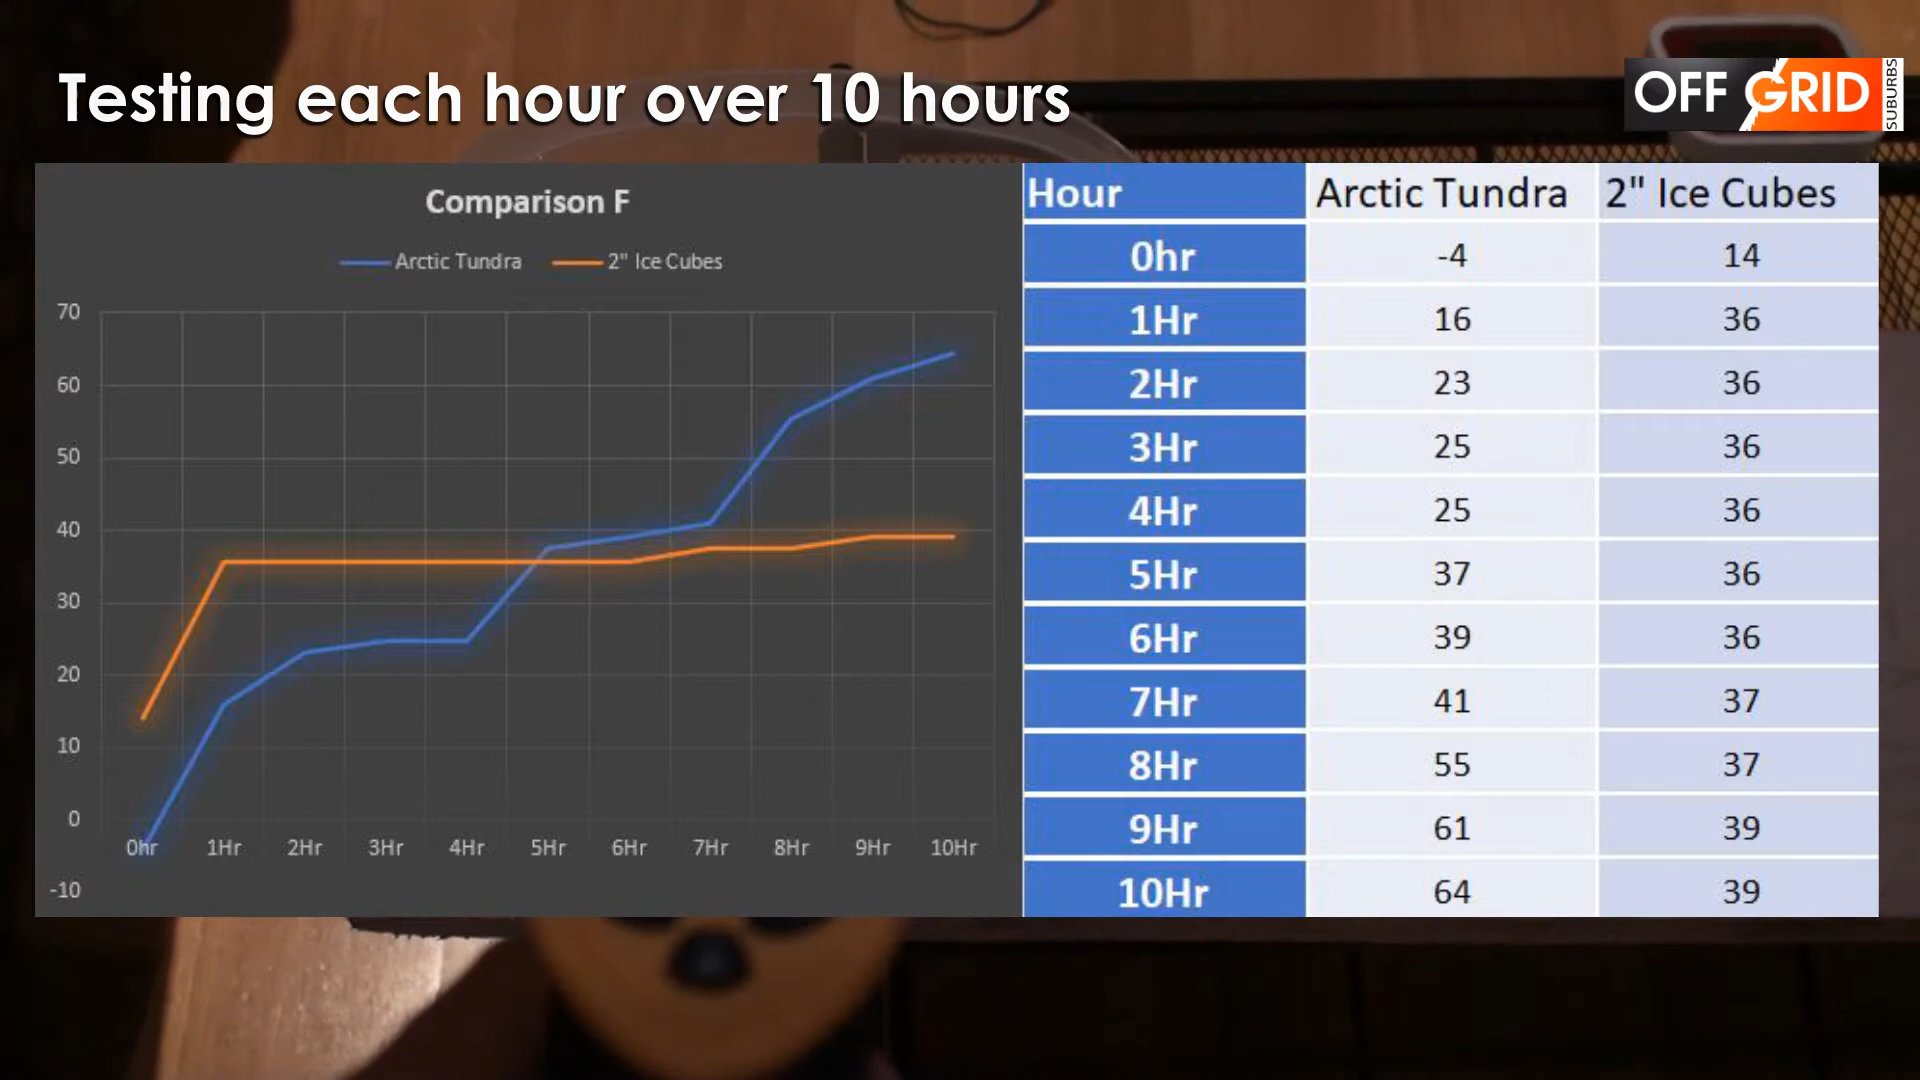 Testing each hour over 10 hours
OFF GRID SUBURBS
Comparison F
Arctic Tundra 2" Ice Cubes
70
60
50
40
30
20
10
0
-10
0hr 1Hr 2Hr 3Hr 4Hr 5Hr 6Hr 7Hr 8Hr 9Hr 10Hr
Hour Arctic Tundra 2" Ice Cubes
0hr -4 14
1Hr 16 36
2Hr 23 36
3Hr 25 36
4Hr 25 36
5Hr 37 36
6Hr 39 36
7Hr 41 37
8Hr 55 37
9Hr 61 39
10Hr 64 39